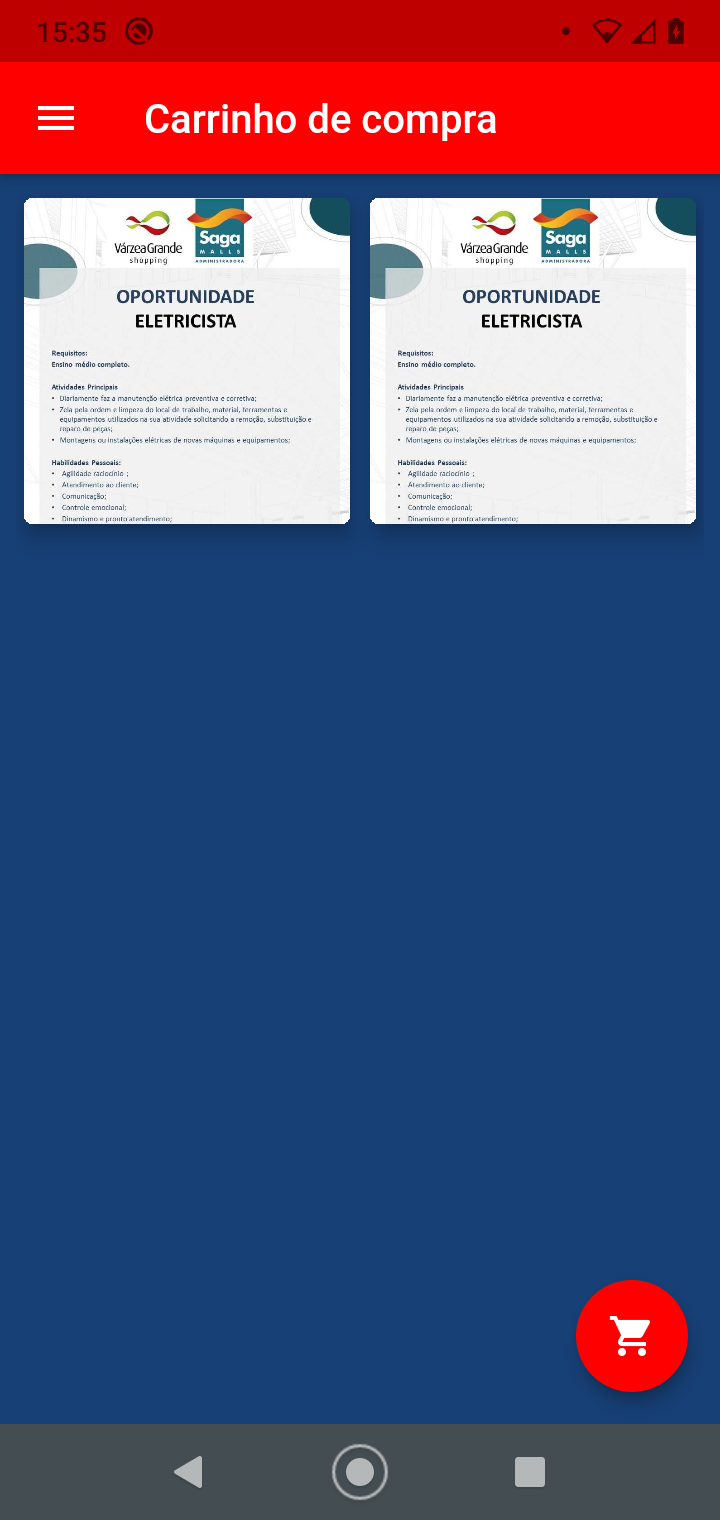 15:35
Carrinho de compra
VárzeaGrande
shopping
Saga
MALLS
ADMINISTRADORA
OPORTUNIDADE
ELETRICISTA
Requisitos:
Ensino médio completo.
Atividades Principais
• Diariamente faz a manutenção elétrica preventiva e corretiva;
• Zela pela ordem e limpeza do local de trabalho, material, ferramentas e
equipamentos utilizados na sua atividade solicitando a remoção, substituição e
reparo de peças;
• Montagens ou instalações elétricas de novas máquinas e equipamentos;
Habilidades Pessoais:
• Agilidade raciocínio ;
• Atendimento ao cliente;
• Comunicação;
• Controle emocional;
• Dinamismo e pronto atendimento;
VárzeaGrande
shopping
Saga
MALLS
ADMINISTRADORA
OPORTUNIDADE
ELETRICISTA
Requisitos:
Ensino médio completo.
Atividades Principais
• Diariamente faz a manutenção elétrica preventiva e corretiva;
• Zela pela ordem e limpeza do local de trabalho, material, ferramentas e
equipamentos utilizados na sua atividade solicitando a remoção, substituição e
reparo de peças;
• Montagens ou instalações elétricas de novas máquinas e equipamentos;
Habilidades Pessoais:
• Agilidade raciocínio ;
• Atendimento ao cliente;
• Comunicação;
• Controle emocional;
• Dinamismo e pronto atendimento;